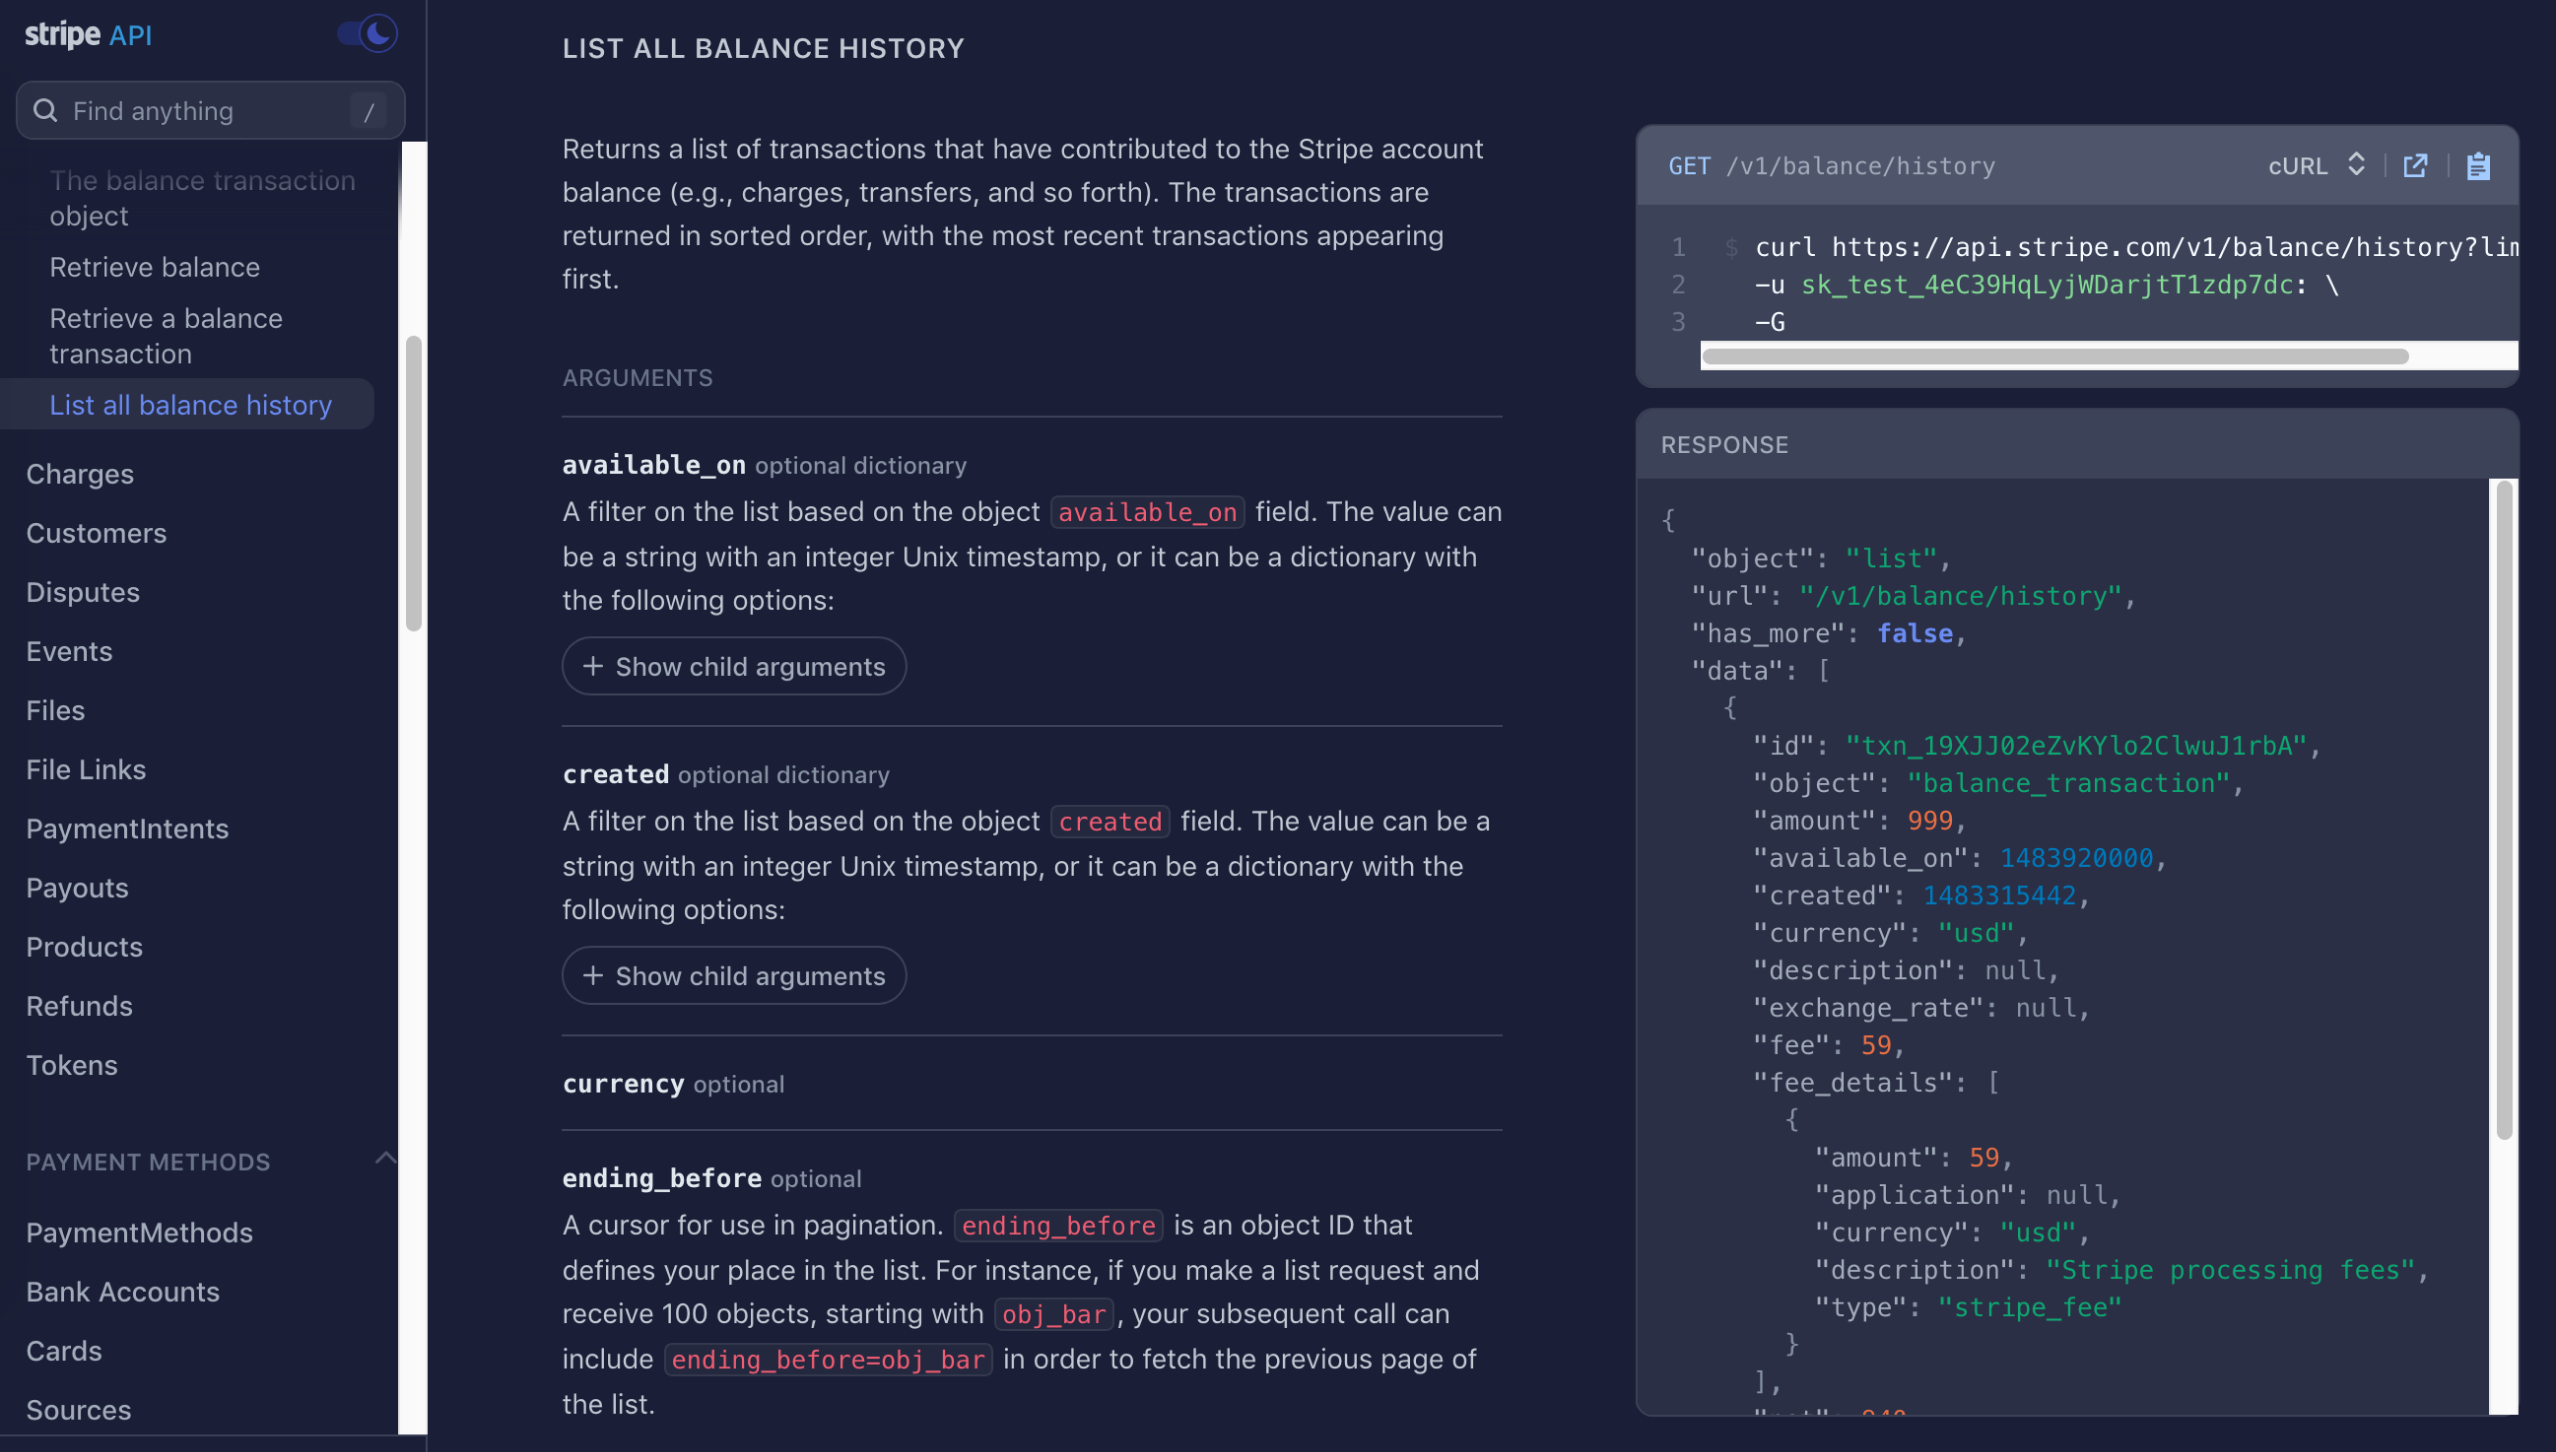 stripe API
Find anything /
The balance transaction
object
Retrieve balance
Retrieve a balance
transaction
List all balance history
Charges
Customers
Disputes
Events
Files
File Links
PaymentIntents
Payouts
Products
Refunds
Tokens
PAYMENT METHODS
PaymentMethods
Bank Accounts
Cards
Sources
LIST ALL BALANCE HISTORY
Returns a list of transactions that have contributed to the Stripe account
balance (e.g., charges, transfers, and so forth). The transactions are
returned in sorted order, with the most recent transactions appearing
first.
ARGUMENTS
available_on optional dictionary
A filter on the list based on the object available_on field. The value can
be a string with an integer Unix timestamp, or it can be a dictionary with
the following options:
+ Show child arguments
created optional dictionary
A filter on the list based on the object created field. The value can be a
string with an integer Unix timestamp, or it can be a dictionary with the
following options:
+ Show child arguments
currency optional
ending_before optional
A cursor for use in pagination. ending_before is an object ID that
defines your place in the list. For instance, if you make a list request and
receive 100 objects, starting with obj_bar, your subsequent call can
include ending_before=obj_bar in order to fetch the previous page of
the list.
GET /v1/balance/history cURL
1 $ curl https://api.stripe.com/v1/balance/history?lim
2 -u sk_test_4eC39HqLyjWDarjtT1zdp7dc: \
3 -G
RESPONSE
{
"object": "list",
"url": "/v1/balance/history",
"has_more": false,
"data": [
{
"id": "txn_19XJJ02eZvKYlo2ClwuJ1rbA",
"object": "balance_transaction",
"amount": 999,
"available_on": 1483920000,
"created": 1483315442,
"currency": "usd",
"description": null,
"exchange_rate": null,
"fee": 59,
"fee_details": [
{
"amount": 59,
"application": null,
"currency": "usd",
"description": "Stripe processing fees",
"type": "stripe_fee"
}
],